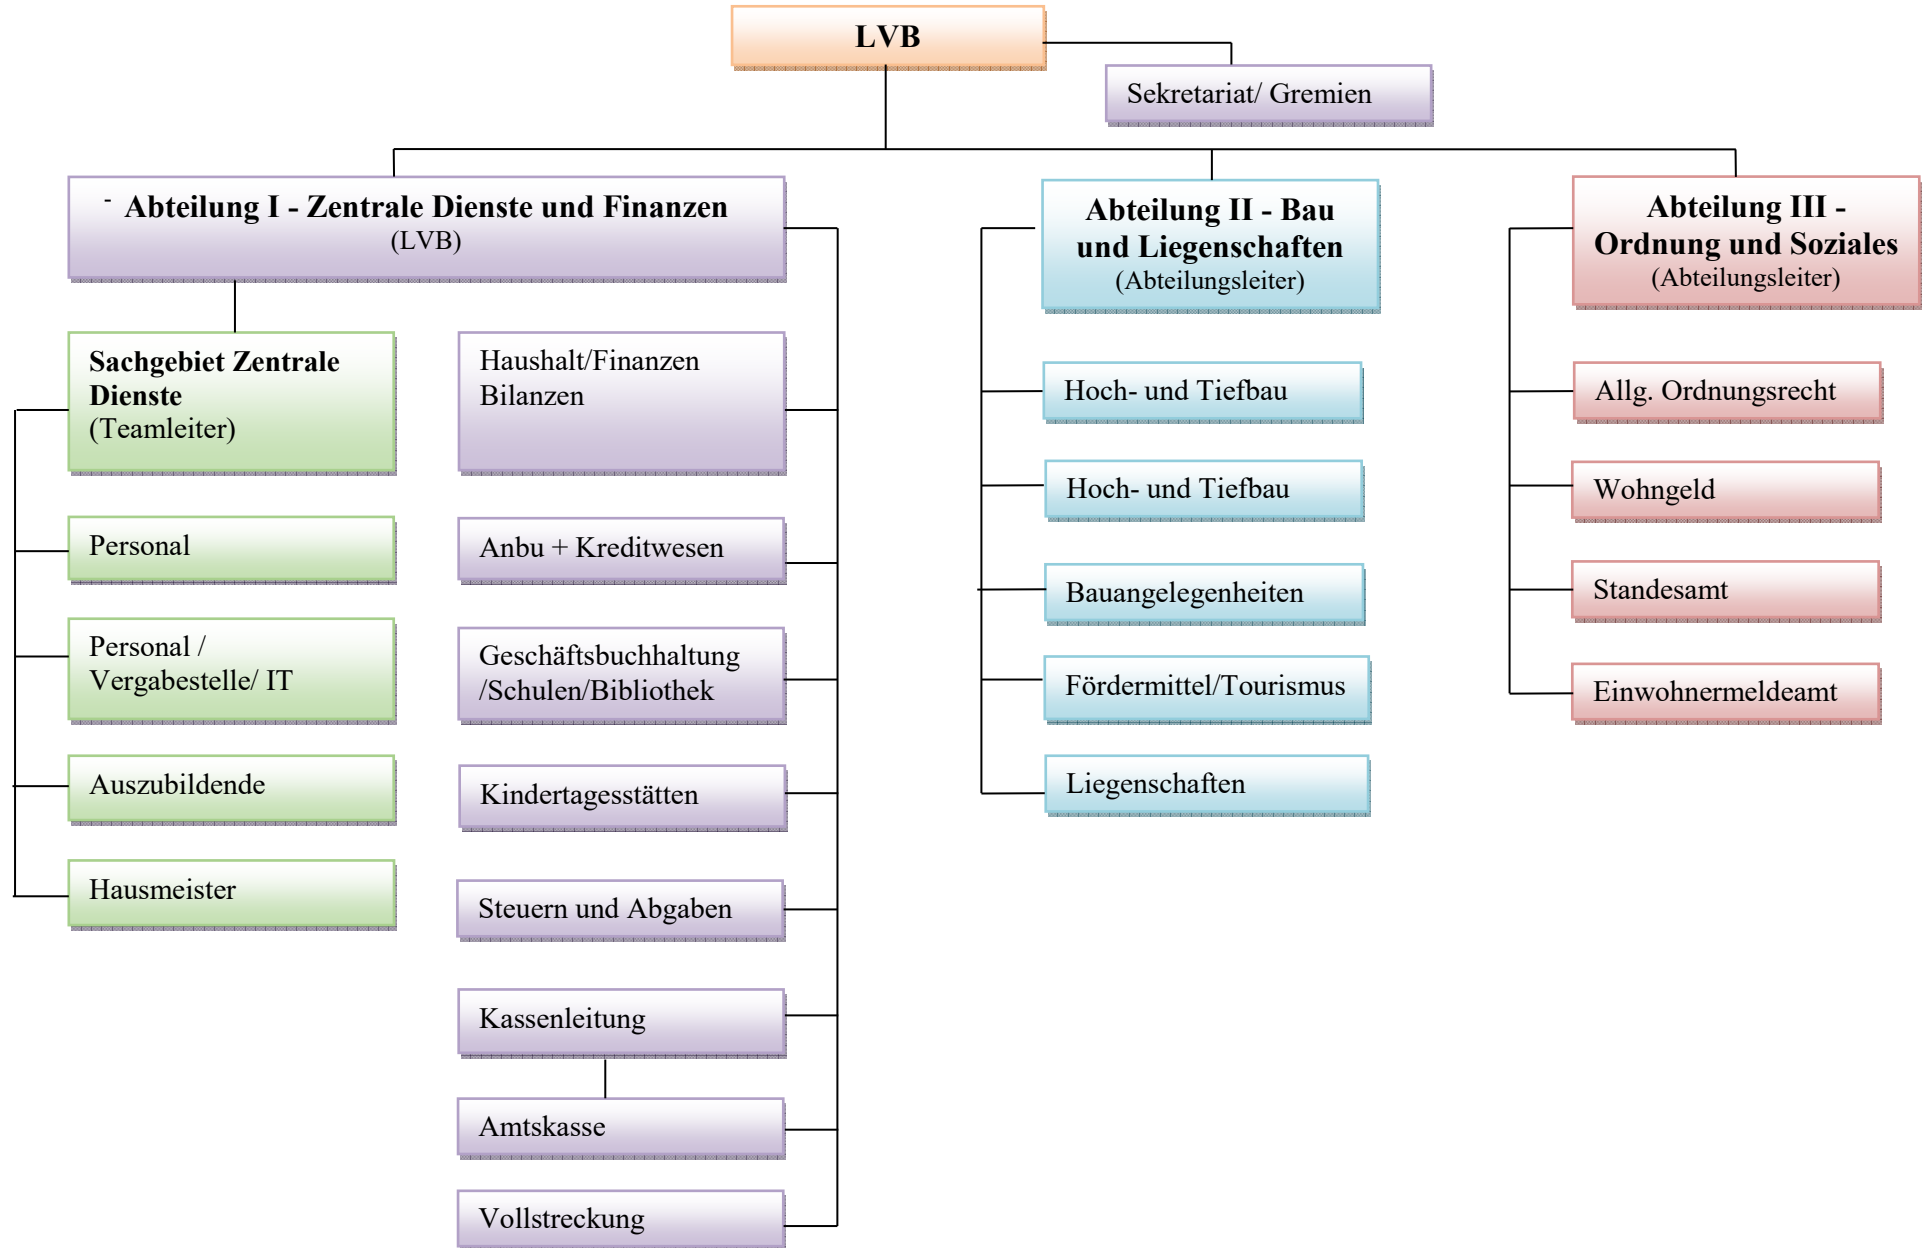 LVB
Sekretariat/ Gremien
- Abteilung I - Zentrale Dienste und Finanzen
(LVB)
Sachgebiet Zentrale
Dienste
(Teamleiter)
Personal
Personal /
Vergabestelle/ IT
Auszubildende
Hausmeister
Haushalt/Finanzen
Bilanzen
Anbu + Kreditwesen
Geschäftsbuchhaltung
/Schulen/Bibliothek
Kindertagesstätten
Steuern und Abgaben
Kassenleitung
Amtskasse
Vollstreckung
Abteilung II - Bau
und Liegenschaften
(Abteilungsleiter)
Hoch- und Tiefbau
Hoch- und Tiefbau
Bauangelegenheiten
Fördermittel/Tourismus
Liegenschaften
Abteilung III -
Ordnung und Soziales
(Abteilungsleiter)
Allg. Ordnungsrecht
Wohngeld
Standesamt
Einwohnermeldeamt